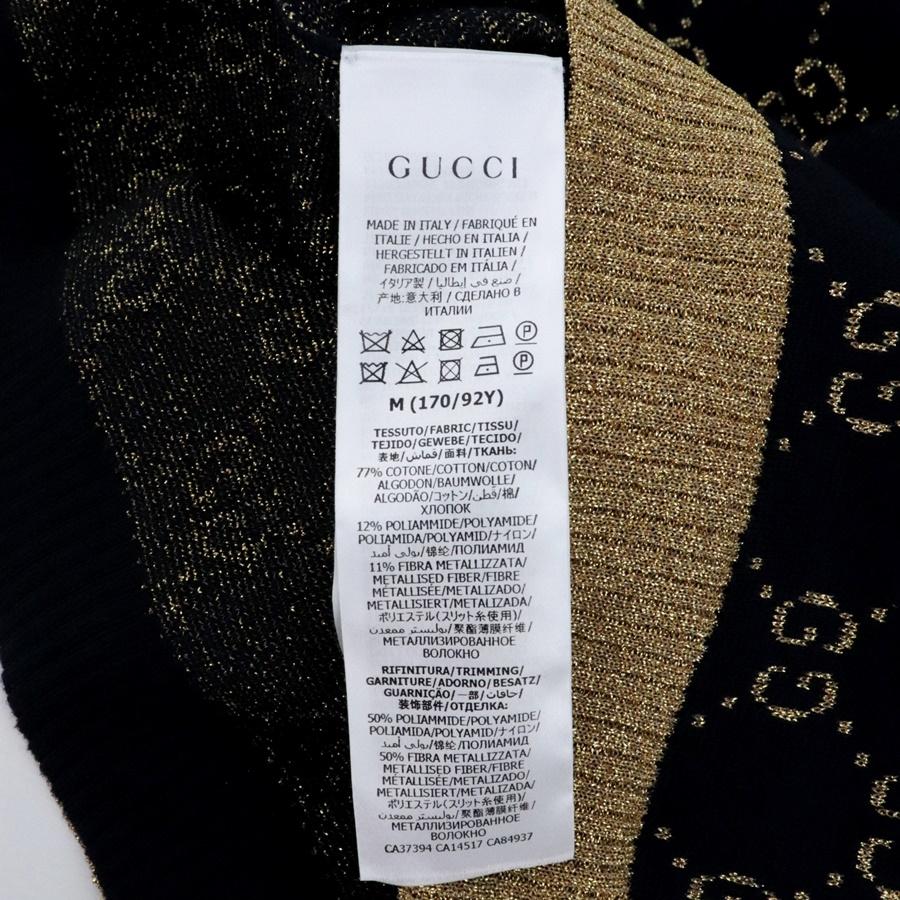 GUCCI
MADE IN ITALY / FABRIQUÉ EN
ITALIE / HECHO EN ITALIA /
HERGESTELLT IN ITALIEN /
FABRICADO EM ITÁLIA /
イタリア製 / صنع في إيطاليا /
产地:意大利 / СДЕЛАНО В
ИТАЛИИ
P
P
M (170/92Y)
TESSUTO/FABRIC/TISSU/
TEJIDO/GEWEBE/TECIDO/
表地/قماش/面料/ТКАНЬ:
77% COTONE/COTTON/COTON/
ALGODON/BAUMWOLLE/
ALGODÃO/コットン/قطن/棉/
ХЛОПОК
12% POLIAMMIDE/POLYAMIDE/
POLIAMIDA/POLYAMID/ナイロン/
بولي أميد/锦纶/ПОЛИАМИД
11% FIBRA METALLIZZATA/
METALLISED FIBER/FIBRE
MÉTALLISÉE/METALIZADO/
METALLISIERT/METALIZADA/
ポリエステル(スリット糸使用)/
بوليستر ممعدن/聚酯薄膜纤维/
МЕТАЛЛИЗИРОВАННОЕ
ВОЛОКНО
RIFINITURA/TRIMMING/
GARNITURE/ADORNO/BESATZ/
GUARNIÇÃO/一部/حافات/
装饰部件/ОТДЕЛКА:
50% POLIAMMIDE/POLYAMIDE/
POLIAMIDA/POLYAMID/ナイロン/
بولي أميد/锦纶/ПОЛИАМИД
50% FIBRA METALLIZZATA/
METALLISED FIBER/FIBRE
MÉTALLISÉE/METALIZADO/
METALLISIERT/METALIZADA/
ポリエステル(スリット糸使用)/
بوليستر ممعدن/聚酯薄膜纤维/
МЕТАЛЛИЗИРОВАННОЕ
ВОЛОКНО
CA37394 CA14517 CA84937